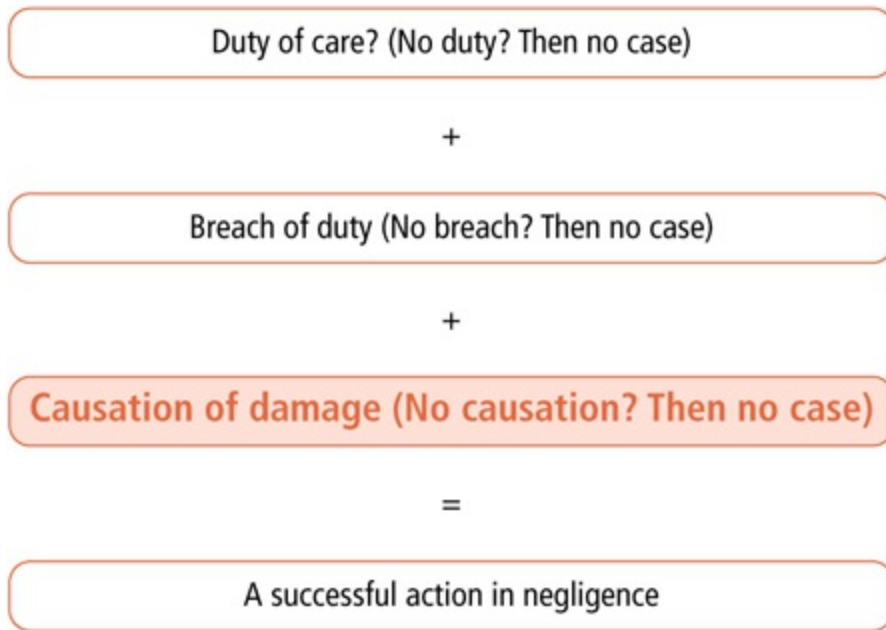 Duty of care? (No duty? Then no case)
+
Breach of duty (No breach? Then no case)
+
Causation of damage (No causation? Then no case)
=
A successful action in negligence